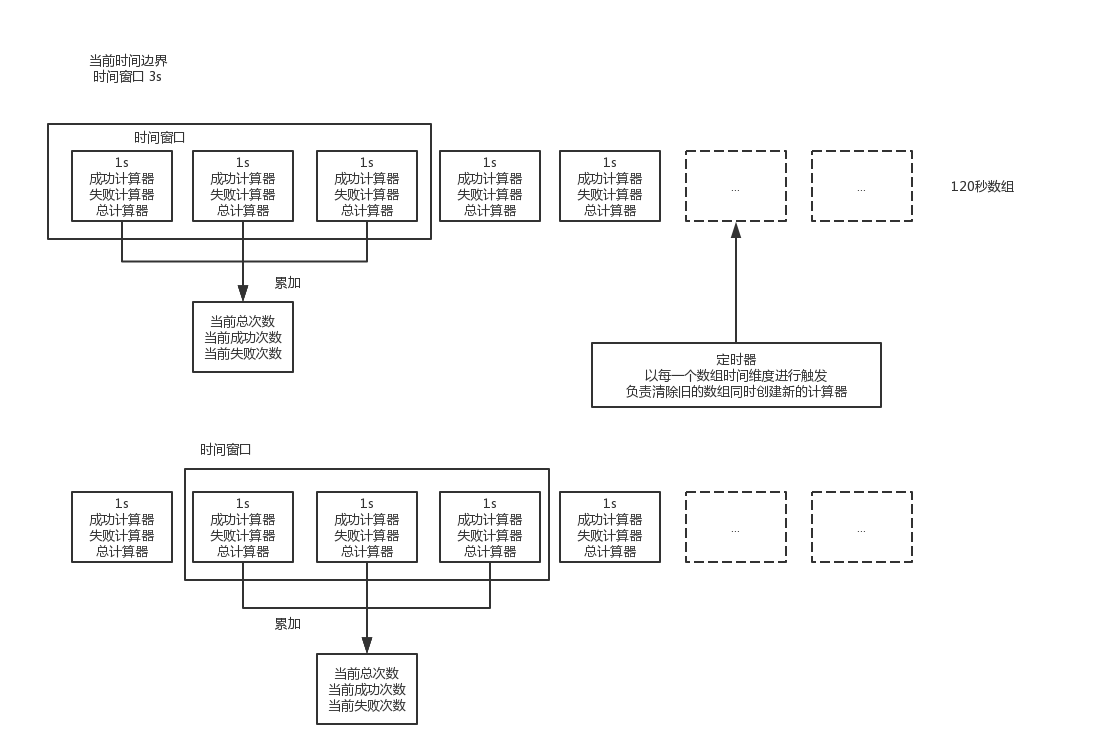 当前时间边界
时间窗口 3s
时间窗口
1s
成功计算器
失败计算器
总计算器
1s
成功计算器
失败计算器
总计算器
1s
成功计算器
失败计算器
总计算器
1s
成功计算器
失败计算器
总计算器
1s
成功计算器
失败计算器
总计算器
...
...
120秒数组
累加
当前总次数
当前成功次数
当前失败次数
定时器
以每一个数组时间维度进行触发
负责清除旧的数组同时创建新的计算器
时间窗口
1s
成功计算器
失败计算器
总计算器
1s
成功计算器
失败计算器
总计算器
1s
成功计算器
失败计算器
总计算器
1s
成功计算器
失败计算器
总计算器
1s
成功计算器
失败计算器
总计算器
...
...
累加
当前总次数
当前成功次数
当前失败次数